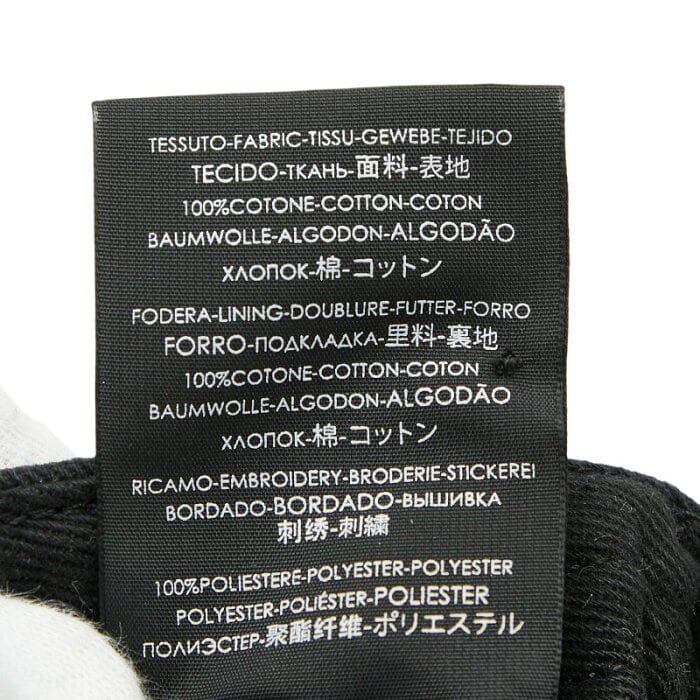 TESSUTO-FABRIC-TISSU-GEWEBE-TEJIDO
TECIDO-ТКАНЬ-面料-表地
100%COTONE-COTTON-COTON
BAUMWOLLE-ALGODON-ALGODÃO
ХЛОПОК-棉-コットン
FODERA-LINING-DOUBLURE-FUTTER-FORRO
FORRO-ПОДКЛАДКА-里料-裏地
100%COTONE-COTTON-COTON
BAUMWOLLE-ALGODON-ALGODÃO
ХЛОПОК-棉-コットン
RICAMO-EMBROIDERY-BRODERIE-STICKEREI
BORDADO-BORDADO-ВЫШИВКА
刺绣-刺繍
100%POLIESTERE-POLYESTER-POLYESTER
POLYESTER-POLIÉSTER-POLIESTER
ПОЛИЭСТЕР-聚酯纤维-ポリエステル